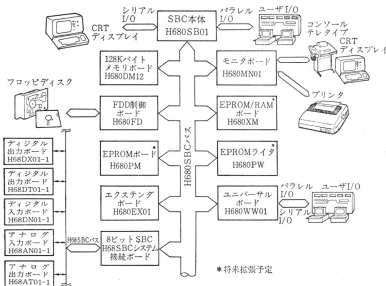 シリアル
I/O
SBC本体
H680SB01
パラレル
I/O
ユーザI/O
CRT
ディスプレイ
コンソール
テレタイプ
CRT
ディスプレイ
128Kバイト
メモリボード
H680DM12
モニタボード
H680MN01
プリンタ
フロッピディスク
FDD制御
ボード
H680FD
EPROM/RAM*
ボード
H680XM
EPROMボード*
H680PM
EPROMライタ*
H680PW
エクステンダ
ボード
H680EX01
ユニバーサル
ボード
H680WW01
パラレル
I/O
ユーザI/O
シリアル
I/O
H680SBCバス
8ビットSBC
H68SBCシステム
接続ボード
H68SBCバス
ディジタル
出力ボード
H68DX01-1
ディジタル
出力ボード
H68DT01-1
ディジタル
入力ボード
H68DN01-1
アナログ
入力ボード
H68AN01-1
アナログ
出力ボード
H68AT01-1
*将来拡張予定